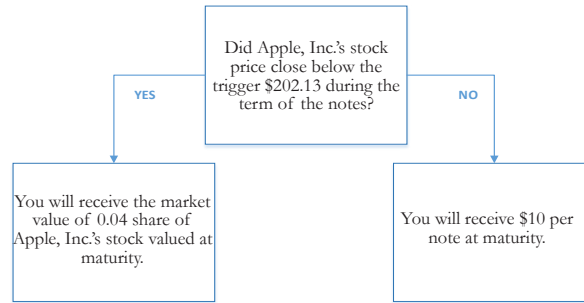 Did Apple, Inc.'s stock
price close below the
trigger $202.13 during the
term of the notes?
YES
NO
You will receive the market
value of 0.04 share of
Apple, Inc.'s stock valued at
maturity.
You will receive $10 per
note at maturity.